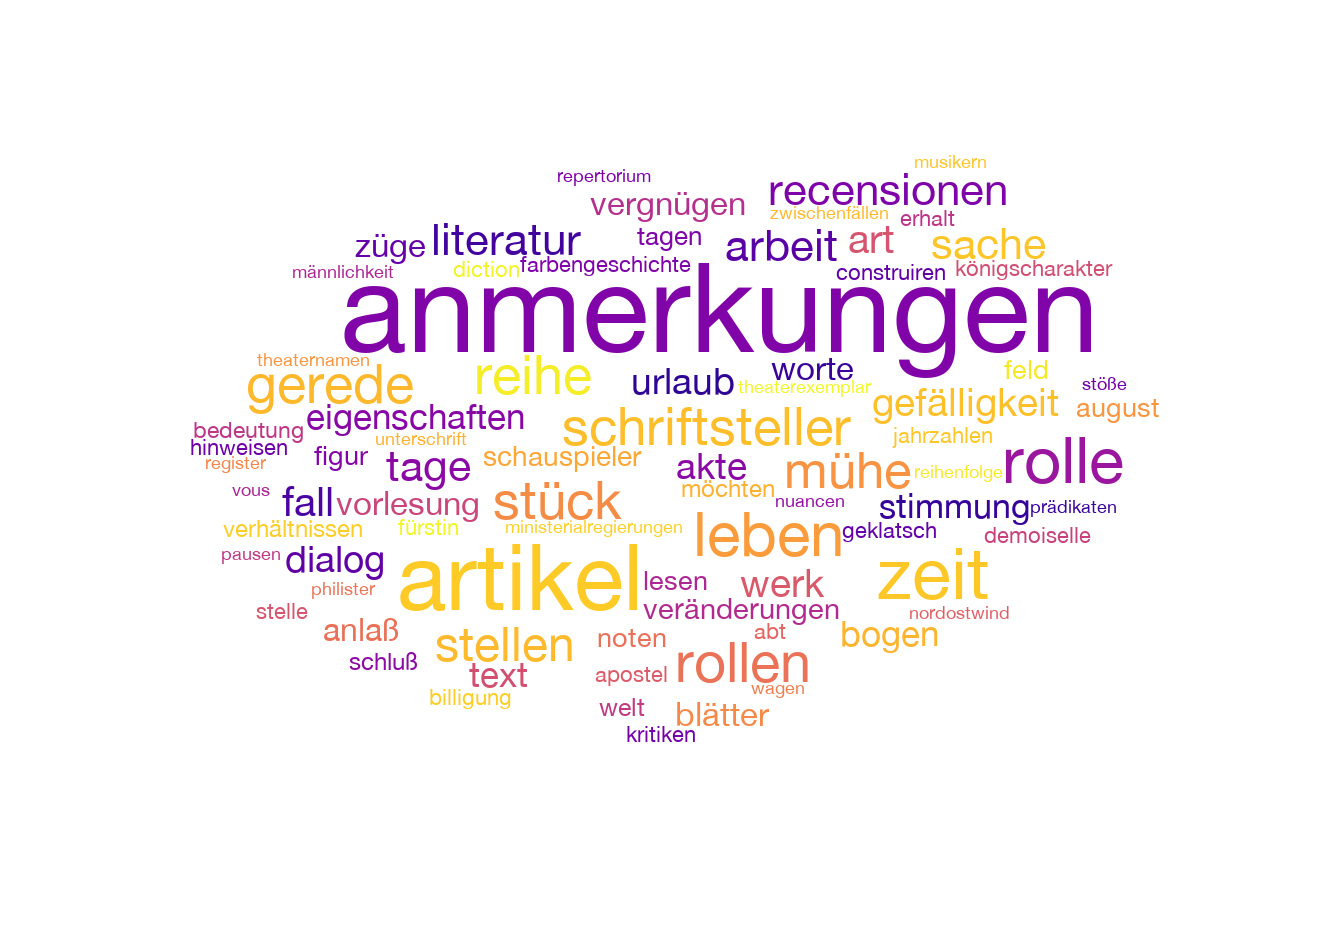 musikern
repertorium
recensionen
vergnügen
zwischenfällen
erhalt
literatur
tagen
arbeit
art
sache
züge
männlichkeit
diction
farbengeschichte
construiren
königscharakter
anmerkungen
theaternamen
gerede
reihe
urlaub
worte
theaterexemplar
feld
stöße
eigenschaften
schriftsteller
gefälligkeit
august
bedeutung
hinweisen
unterschrift
jahrzahlen
register
figur
tage
schauspieler
akte
mühe
reihenfolge
rolle
vous
fall
vorlesung
stück
möchten
nuancen
stimmung
prädikaten
verhältnissen
fürstin
ministerialregierungen
leben
geklatsch
demoiselle
pausen
dialog
philister
artikel
lesen
werk
zeit
stelle
veränderungen
nordostwind
anlaß
stellen
noten
abt
bogen
schluß
text
apostel
rollen
wagen
billigung
welt
blätter
kritiken